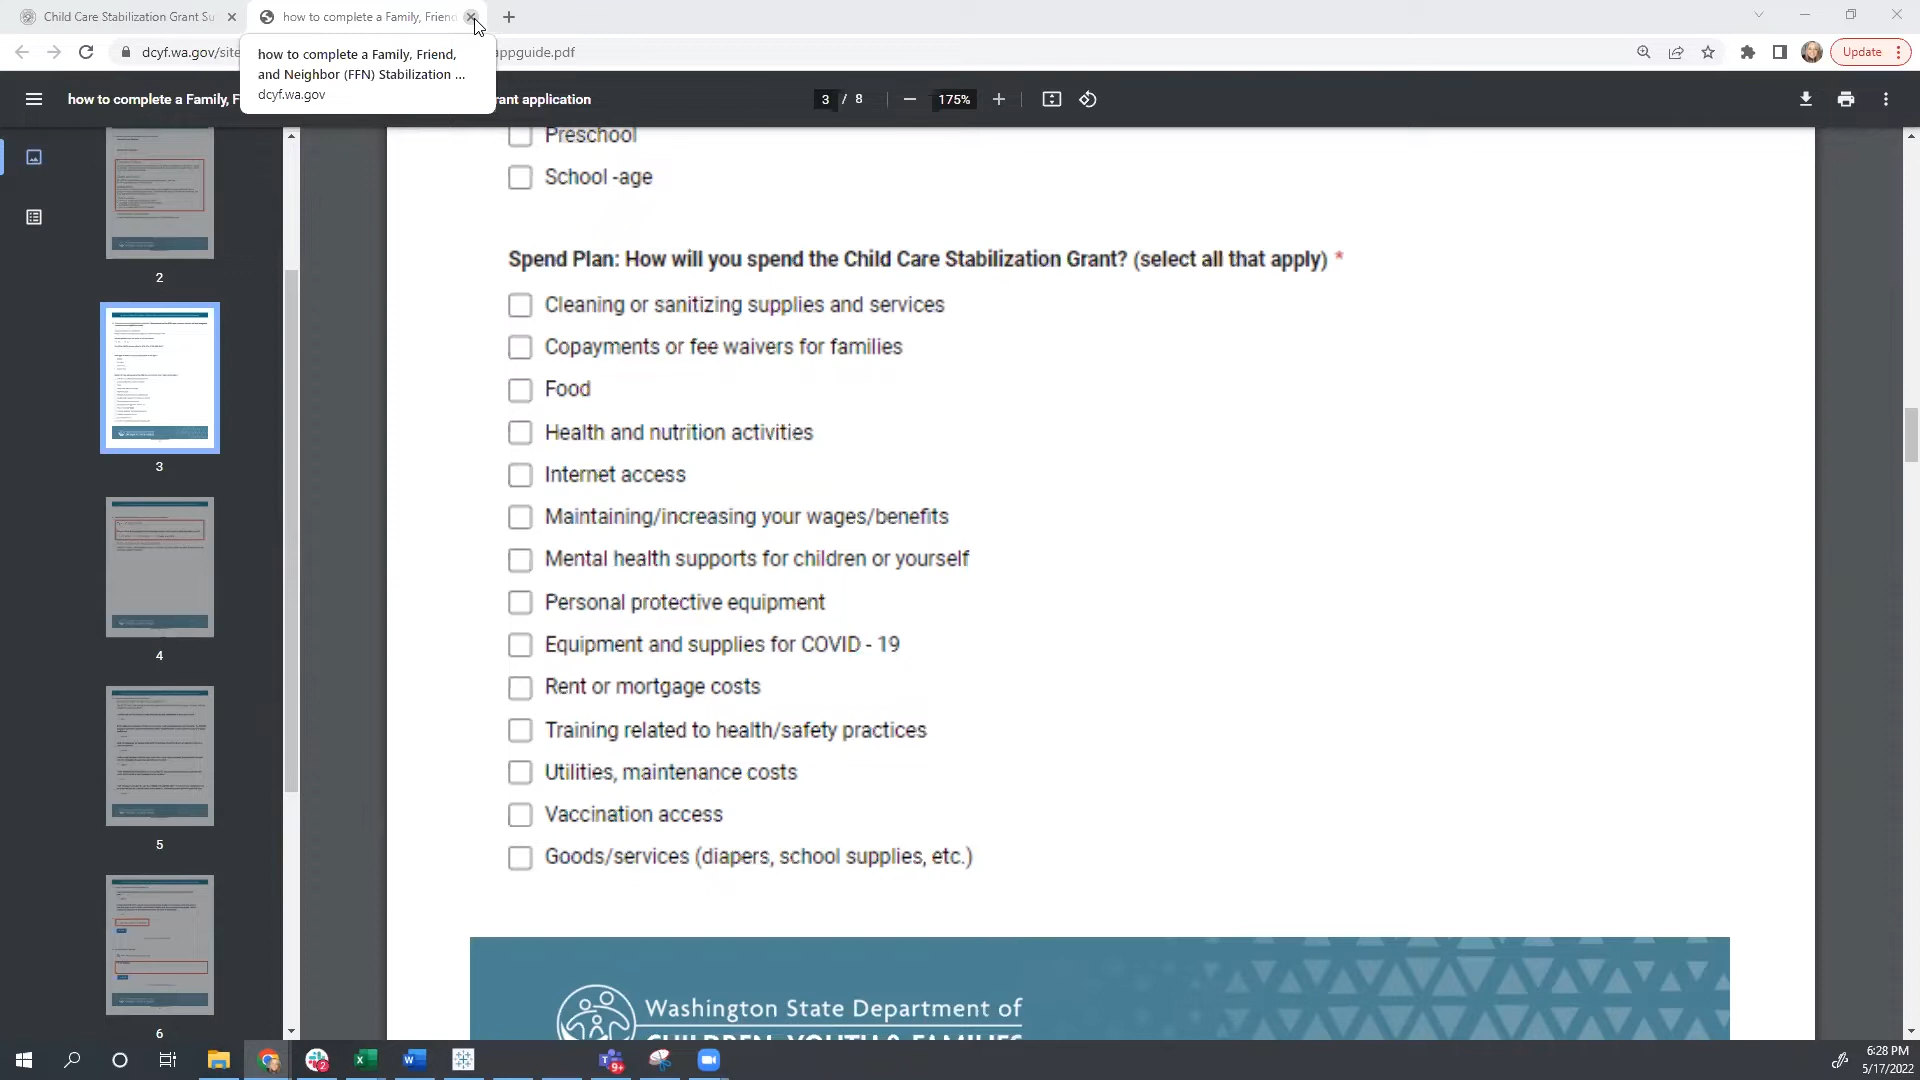 Child Care Stabilization Grant Su
how to complete a Family, Friend
dcyf.wa.gov/site
appguide.pdf
Update
how to complete a Family, Friend,
and Neighbor (FFN) Stabilization ...
dcyf.wa.gov
how to complete a Family, F
rant application
3 / 8
175%
Preschool
School -age
Spend Plan: How will you spend the Child Care Stabilization Grant? (select all that apply) *
Cleaning or sanitizing supplies and services
Copayments or fee waivers for families
Food
Health and nutrition activities
Internet access
Maintaining/increasing your wages/benefits
Mental health supports for children or yourself
Personal protective equipment
Equipment and supplies for COVID - 19
Rent or mortgage costs
Training related to health/safety practices
Utilities, maintenance costs
Vaccination access
Goods/services (diapers, school supplies, etc.)
Washington State Department of
CHILDREN, YOUTH & FAMILIES
2
3
4
5
6
2
9+
6:28 PM
5/17/2022